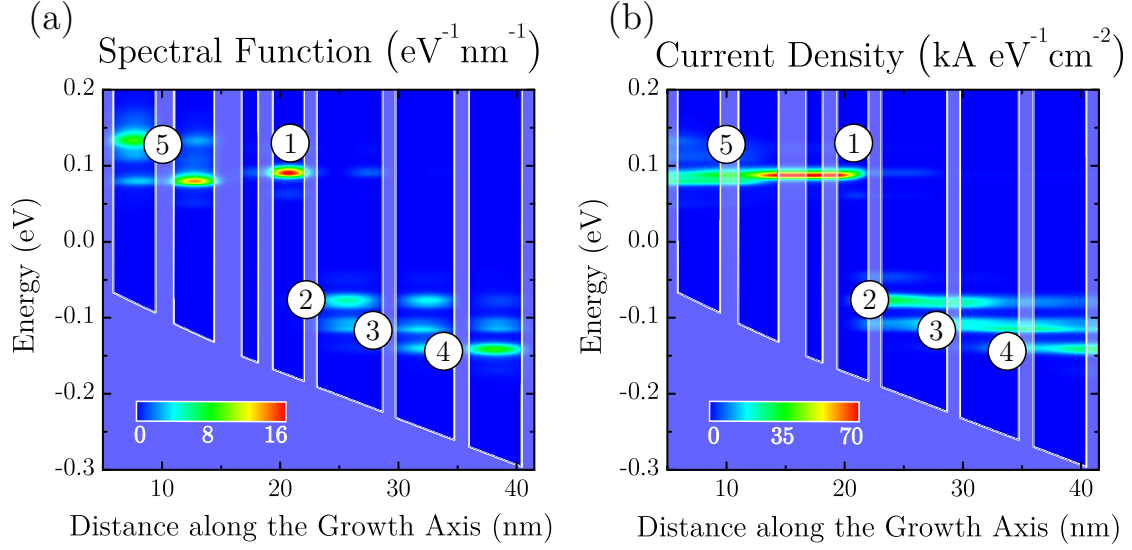 (a)
Spectral Function (eV⁻¹nm⁻¹)
Energy (eV)
0.2
0.1
0.0
-0.1
-0.2
-0.3
5
1
2
3
4
0 8 16
10 20 30 40
Distance along the Growth Axis (nm)
(b)
Current Density (kA eV⁻¹cm⁻²)
Energy (eV)
0.2
0.1
0.0
-0.1
-0.2
-0.3
5
1
2
3
4
0 35 70
10 20 30 40
Distance along the Growth Axis (nm)